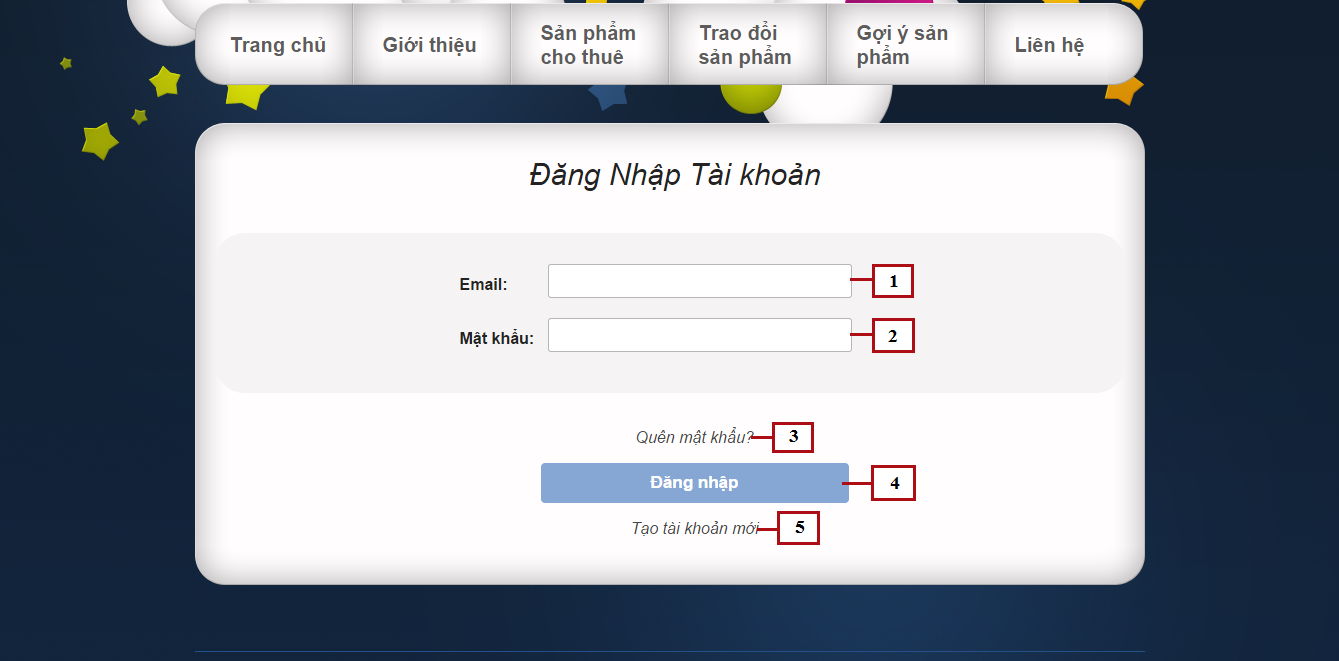 Trang chủ
Giới thiệu
Sản phẩm
cho thuê
Trao đổi
sản phẩm
Gợi ý sản
phẩm
Liên hệ
Đăng Nhập Tài khoản
Email:
1
Mật khẩu:
2
Quên mật khẩu?
3
Đăng nhập
4
Tạo tài khoản mới
5